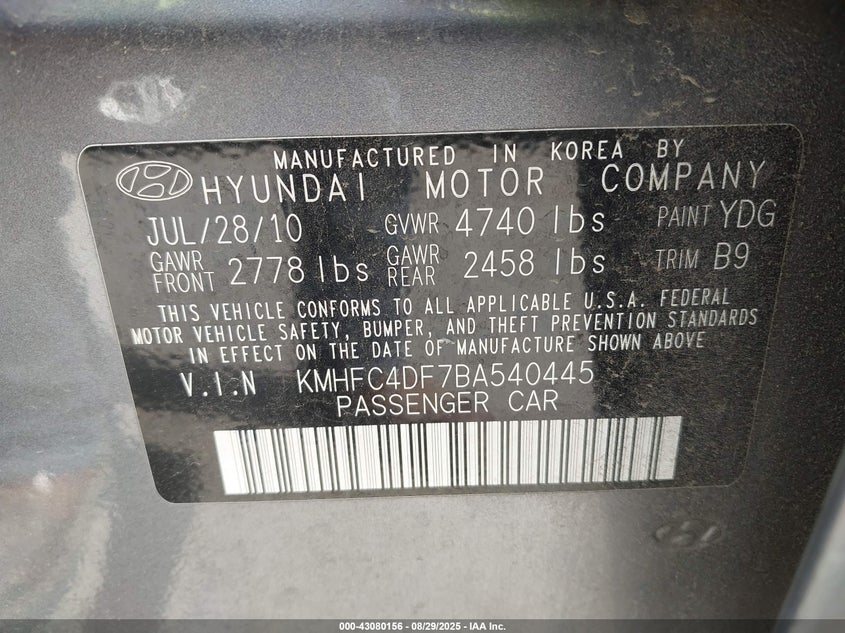 MANUFACTURED IN KOREA BY
HYUNDAI MOTOR COMPANY
JUL/28/10 GVWR 4740 lbs PAINT YDG
GAWR FRONT 2778 lbs GAWR REAR 2458 lbs TRIM B9
THIS VEHICLE CONFORMS TO ALL APPLICABLE U.S.A. FEDERAL
MOTOR VEHICLE SAFETY, BUMPER, AND THEFT PREVENTION STANDARDS
IN EFFECT ON THE DATE OF MANUFACTURE SHOWN ABOVE.
V.I.N KMHFC4DF7BA540445
PASSENGER CAR
000-43080156 - 08/29/2025 - IAA Inc.